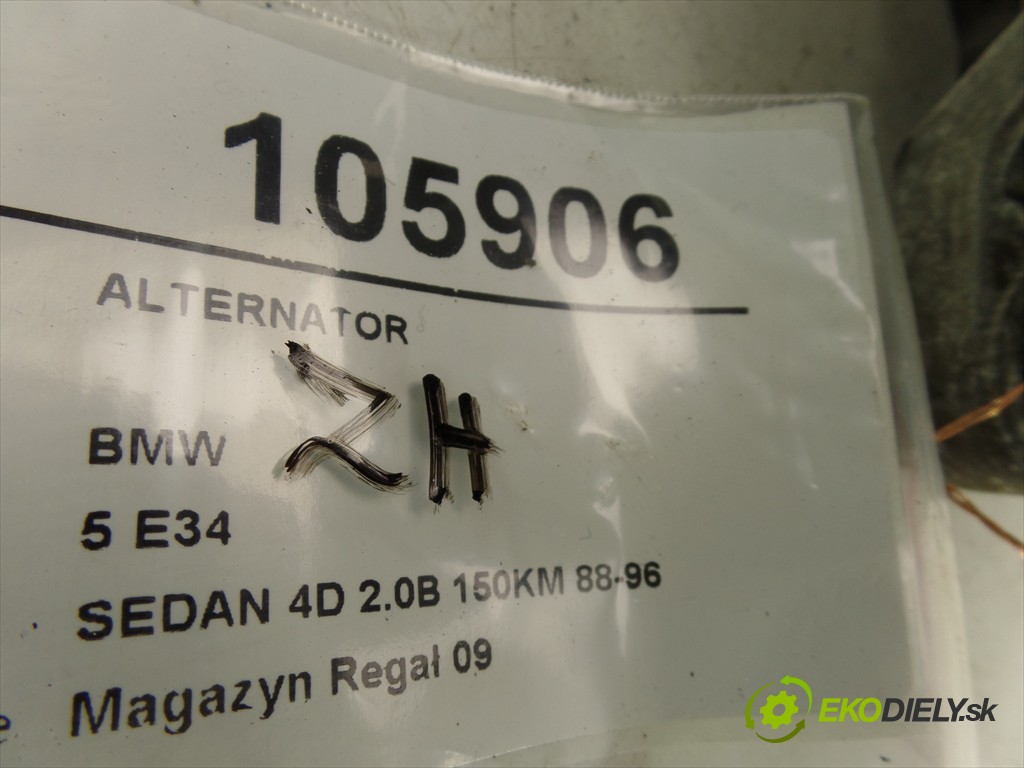 105906
ALTERNATOR
ZH
BMW
5 E34
SEDAN 4D 2.0B 150KM 88-96
Magazyn Regał 09
EKODIELY.sk